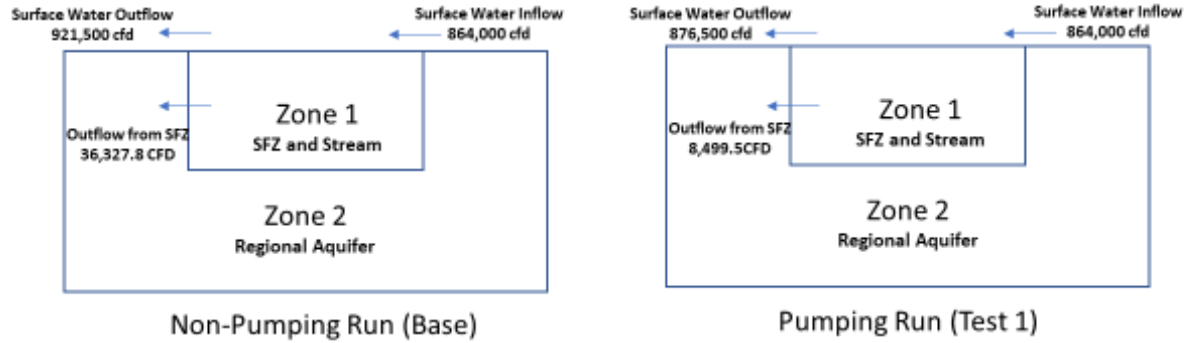 Surface Water Outflow
921,500 cfd
Surface Water Inflow
864,000 cfd
Zone 1
SFZ and Stream
Outflow from SFZ
36,327.8 CFD
Zone 2
Regional Aquifer
Non-Pumping Run (Base)
Surface Water Outflow
876,500 cfd
Surface Water Inflow
864,000 cfd
Zone 1
SFZ and Stream
Outflow from SFZ
8,499.5CFD
Zone 2
Regional Aquifer
Pumping Run (Test 1)